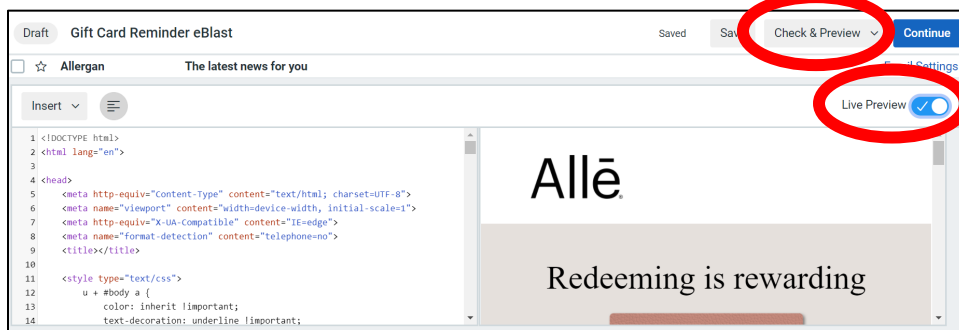 Draft Gift Card Reminder eBlast Saved Check & Preview Continue
Allergan The latest news for you Settings
Insert Live Preview
1 <!DOCTYPE html>
2 <html lang="en">
3
4 <head>
5 <meta http-equiv="Content-Type" content="text/html; charset=UTF-8">
6 <meta name="viewport" content="width=device-width, initial-scale=1">
7 <meta http-equiv="X-UA-Compatible" content="IE=edge">
8 <meta name="format-detection" content="telephone=no">
9 <title></title>
10
11 <style type="text/css">
12 u + #body a {
13 color: inherit !important;
14 text-decoration: underline !important;
Allē
Redeeming is rewarding